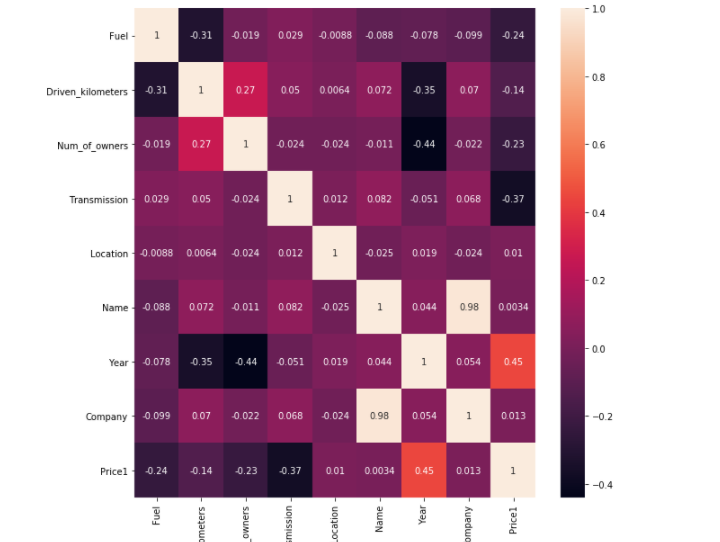 Fuel 1 -0.31 -0.019 0.029 -0.0088 -0.088 -0.078 -0.099 -0.24
Driven_kilometers -0.31 1 0.27 0.05 0.0064 0.072 -0.35 0.07 -0.14
Num_of_owners -0.019 0.27 1 -0.024 -0.024 -0.011 -0.44 -0.022 -0.23
Transmission 0.029 0.05 -0.024 1 0.012 0.082 -0.051 0.068 -0.37
Location -0.0088 0.0064 -0.024 0.012 1 -0.025 0.019 -0.024 0.01
Name -0.088 0.072 -0.011 0.082 -0.025 1 0.044 0.98 0.0034
Year -0.078 -0.35 -0.44 -0.051 0.019 0.044 1 0.054 0.45
Company -0.099 0.07 -0.022 0.068 -0.024 0.98 0.054 1 0.013
Price1 -0.24 -0.14 -0.23 -0.37 0.01 0.0034 0.45 0.013 1
Fuel
ometers
_owners
smission
ocation
Name
Year
ompany
Price1
1.0
0.8
0.6
0.4
0.2
0.0
−0.2
−0.4